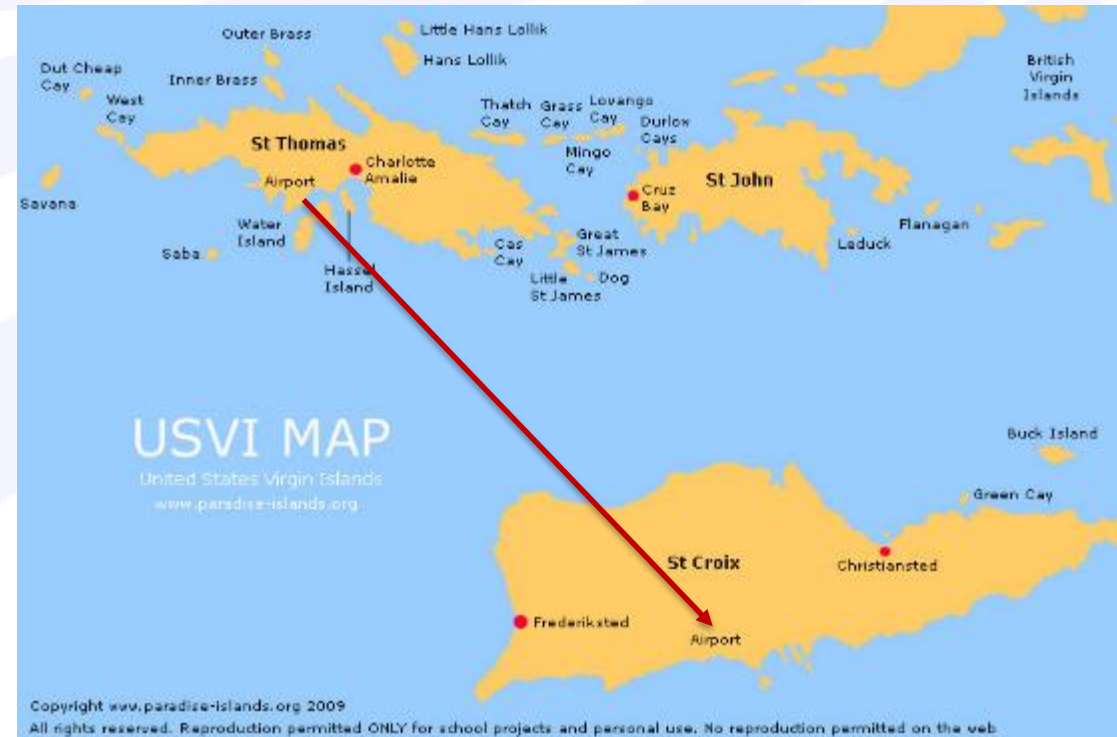 Little Hans Lollik
Outer Brass
Hans Lollik
British
Virgin
Islands
Dut Cheap
Cay
Inner Brass
West
Cay
Thatch
Cay
Grass
Cay
Lovango
Cay
Durlow
Cays
Mingo
Cay
St Thomas
Charlotte
Amalie
Airport
St John
Cruz
Bay
Savana
Water
Island
Saba
Hassel
Island
Cas
Cay
Great
St James
Little
St James
Dog
Leduck
Flanagan
USVI MAP
United States Virgin Islands
www.paradise-islands.org
Buck Island
Green Cay
St Croix
Christiansted
Frederiksted
Airport
Copyright www.paradise-islands.org 2009
All rights reserved. Reproduction permitted ONLY for school projects and personal use. No reproduction permitted on the web